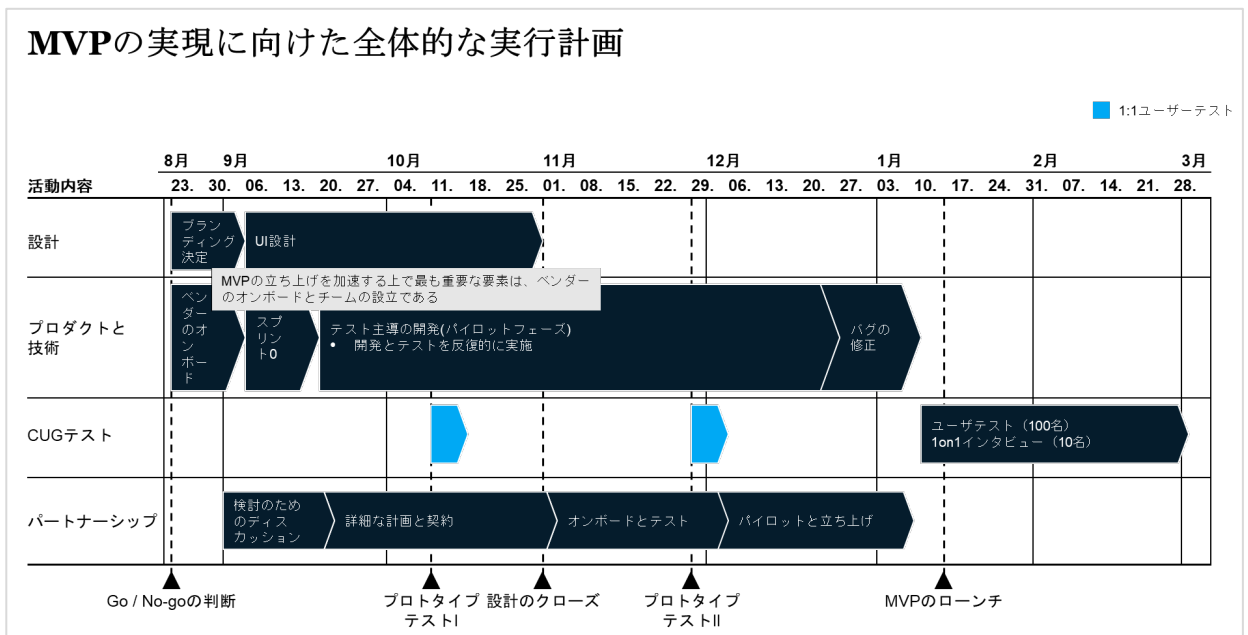 MVPの実現に向けた全体的な実行計画
1:1ユーザーテスト
8月 9月 10月 11月 12月 1月 2月 3月
活動内容 23. 30. 06. 13. 20. 27. 04. 11. 18. 25. 01. 08. 15. 22. 29. 06. 13. 20. 27. 03. 10. 17. 24. 31. 07. 14. 21. 28.
設計
ブラン
ディング
決定
UI設計
MVPの立ち上げを加速する上で最も重要な要素は、ベンダー
のオンボードとチームの設立である
プロダクトと
技術
ベン
ダー
のオ
ン
ボー
ド
スプ
リン
ト0
テスト主導の開発(パイロットフェーズ)
• 開発とテストを反復的に実施
バグの
修正
CUGテスト
ユーザテスト（100名）
1on1インタビュー（10名）
パートナーシップ
検討のため
のディス
カッション
詳細な計画と契約
オンボードとテスト
パイロットと立ち上げ
Go / No-goの判断
プロトタイプ
テストI
設計のクローズ
プロトタイプ
テストII
MVPのローンチ